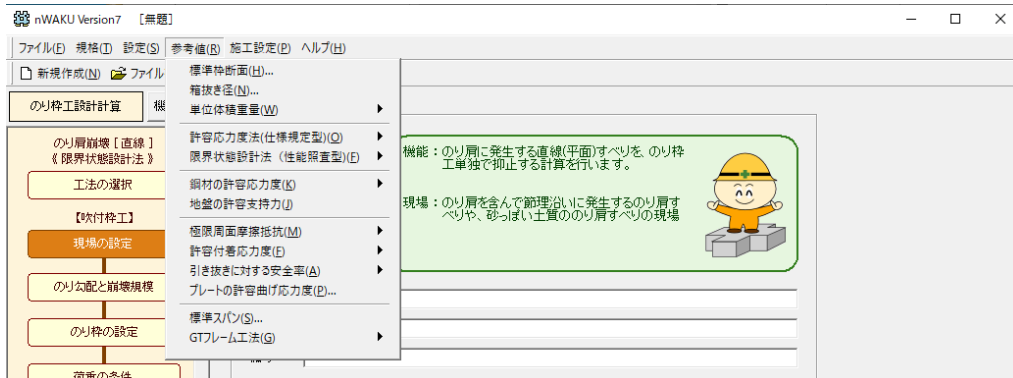 nWAKU Version7 [無題]
ファイル(F) 規格(T) 設定(S) 参考値(R) 施工設定(P) ヘルプ(H)
新規作成(N) ファイル
のり枠工設計計算
のり肩崩壊 [ 直線 ]
《 限界状態設計法 》
工法の選択
【吹付枠工】
現場の設定
のり勾配と崩壊規模
のり枠の設定
荷重の条件
標準枠断面(H)...
箱抜き径(N)...
単位体積重量(W)
許容応力度法(仕様規定型)(O)
限界状態設計法(性能照査型)(F)
鋼材の許容応力度(K)
地盤の許容支持力(J)
極限周面摩擦抵抗(M)
許容付着応力度(F)
引き抜きに対する安全率(A)
プレートの許容曲げ応力度(P)...
標準スパン(S)...
GTフレーム工法(G)
機能:のり肩に発生する直線(平面)すべりを、のり枠
工単独で抑止する計算を行います。
現場:のり肩を含んで節理沿いに発生するのり肩す
べりや、砂っぽい土質ののり肩すべりの現場